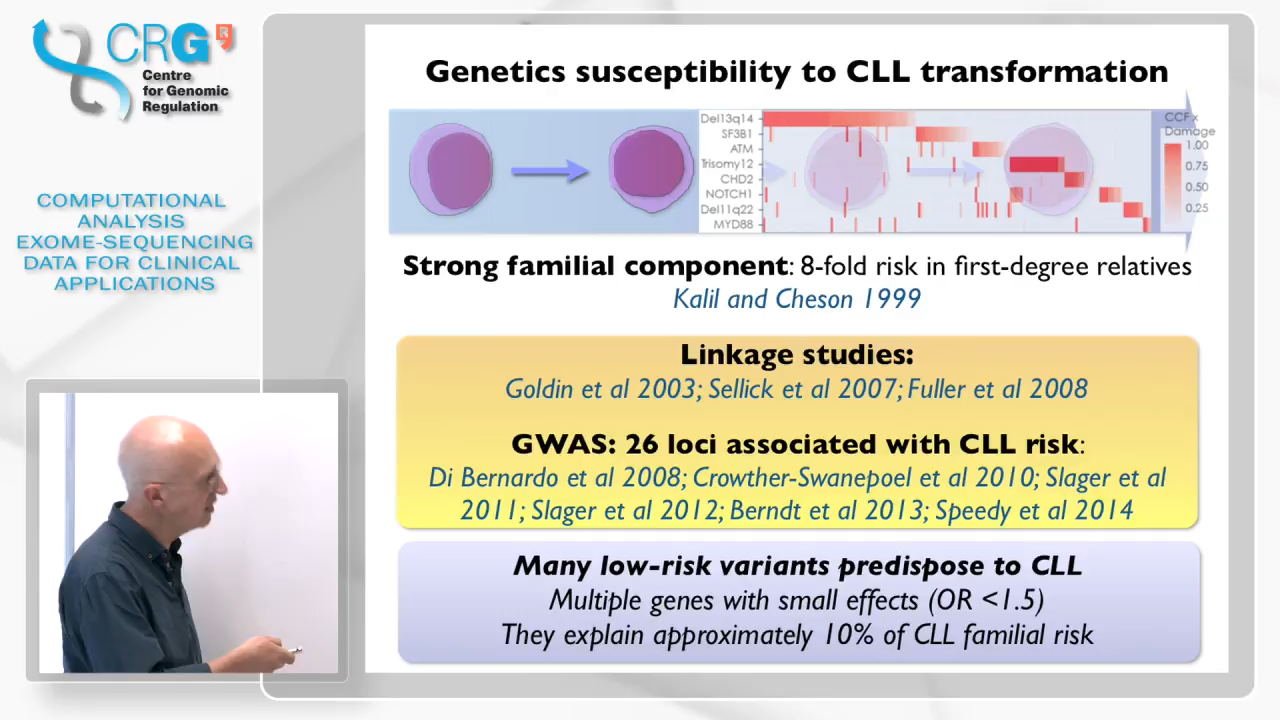 CRG
Centre
for Genomic
Regulation
COMPUTATIONAL
ANALYSIS
EXOME-SEQUENCING
DATA FOR CLINICAL
APPLICATIONS
Genetics susceptibility to CLL transformation
Del13q14
SF3B1
ATM
Trisomy12
CHD2
NOTCH1
Del11q22
MYD88
CCF x
Damage
1.00
0.75
0.50
0.25
Strong familial component: 8-fold risk in first-degree relatives
Kalil and Cheson 1999
Linkage studies:
Goldin et al 2003; Sellick et al 2007; Fuller et al 2008
GWAS: 26 loci associated with CLL risk:
Di Bernardo et al 2008; Crowther-Swanepoel et al 2010; Slager et al
2011; Slager et al 2012; Berndt et al 2013; Speedy et al 2014
Many low-risk variants predispose to CLL
Multiple genes with small effects (OR <1.5)
They explain approximately 10% of CLL familial risk